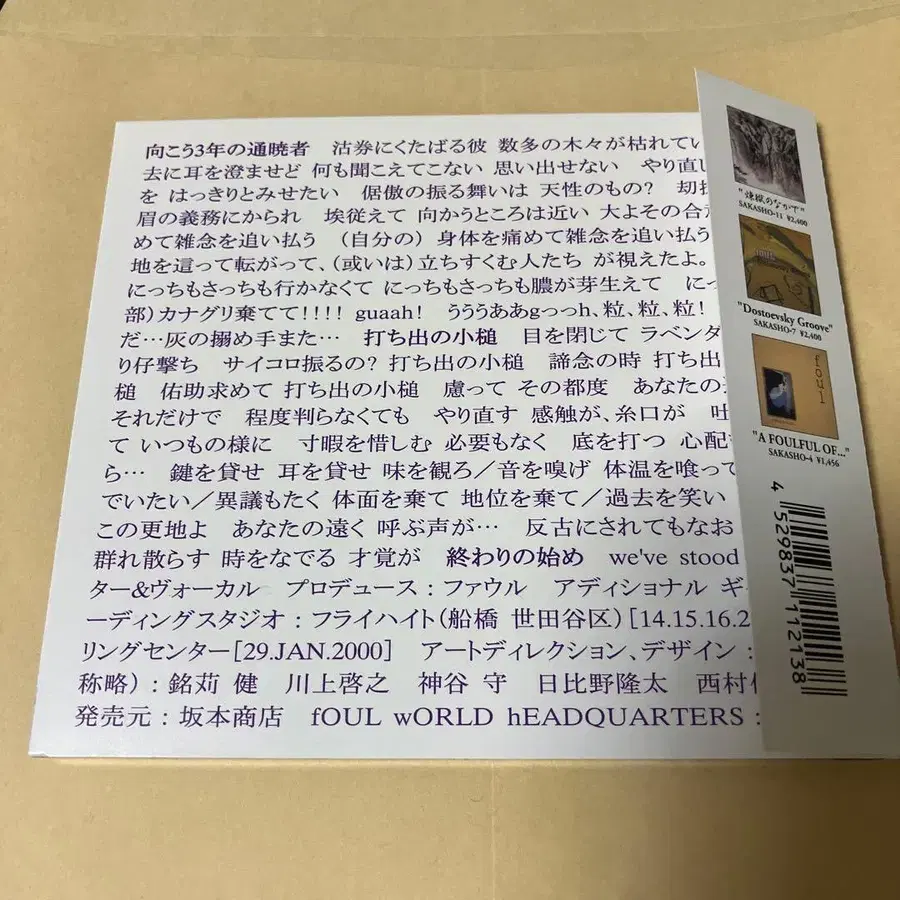 向こう3年の通暁者 沽券にくたばる彼 数多の木々が枯れてい
去に耳を澄ませど 何も聞こえてこない 思い出せない やり直し
を はっきりとみせたい 倨傲の振る舞いは 天性のもの? 劫
眉の義務にかられ 埃従えて 向かうところは近い 大よその合
めて雑念を追い払う (自分の) 身体を痛めて雑念を追い払う
地を這って転がって、(或いは)立ちすくむ人たち が視えたよ。
にっちもさっちも行かなくて にっちもさっちも膿が芽生えて にっ
部)カナグリ棄てて!!!! guaah! うううああgっっh、粒、粒、粒!
だ…灰の搦め手また… 打ち出の小槌 目を閉じて ラベンダ
り仔撃ち サイコロ振るの? 打ち出の小槌 諦念の時 打ち出
槌 佑助求めて 打ち出の小槌 慮って その都度 あなたの
それだけで 程度判らなくても やり直す 感触が、糸口が 吐
て いつもの様に 寸暇を惜しむ 必要もなく 底を打つ 心配
ら… 鍵を貸せ 耳を貸せ 味を観ろ/音を嗅げ 体温を喰って
でいたい/異議もたく 体面を棄て 地位を棄て/過去を笑い
この更地よ あなたの遠く 呼ぶ声が… 反古にされてもなお
群れ散らす 時をなでる 才覚が 終わりの始め we've stood
ター&ヴォーカル プロデュース:ファウル アディショナル ギ
ーディングスタジオ:フライハイト(船橋 世田谷区)[14.15.16.2
リングセンター[29.JAN.2000] アートディレクション、デザイン:
称略):銘苅 健 川上啓之 神谷 守 日比野隆太 西村
発売元:坂本商店 fOUL wORLD hEADQUARTERS:
"煉獄のなかで"
SAKASHO-11 ¥2,400
"Dostoevsky Groove"
SAKASHO-7 ¥2,400
foul
"A FOULFUL OF..."
SAKASHO-4 ¥1,456
4 529837 112138